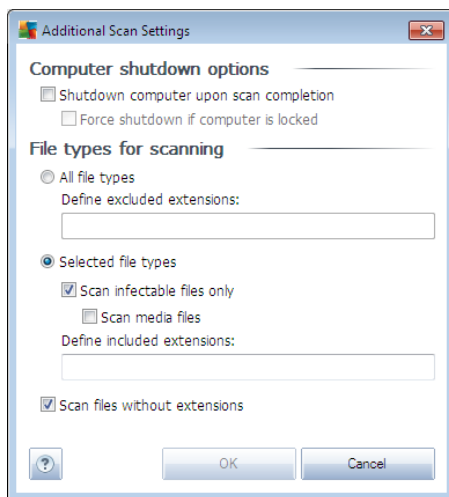 Additional Scan Settings
Computer shutdown options
Shutdown computer upon scan completion
Force shutdown if computer is locked
File types for scanning
All file types
Define excluded extensions:
Selected file types
Scan infectable files only
Scan media files
Define included extensions:
Scan files without extensions
?
OK
Cancel